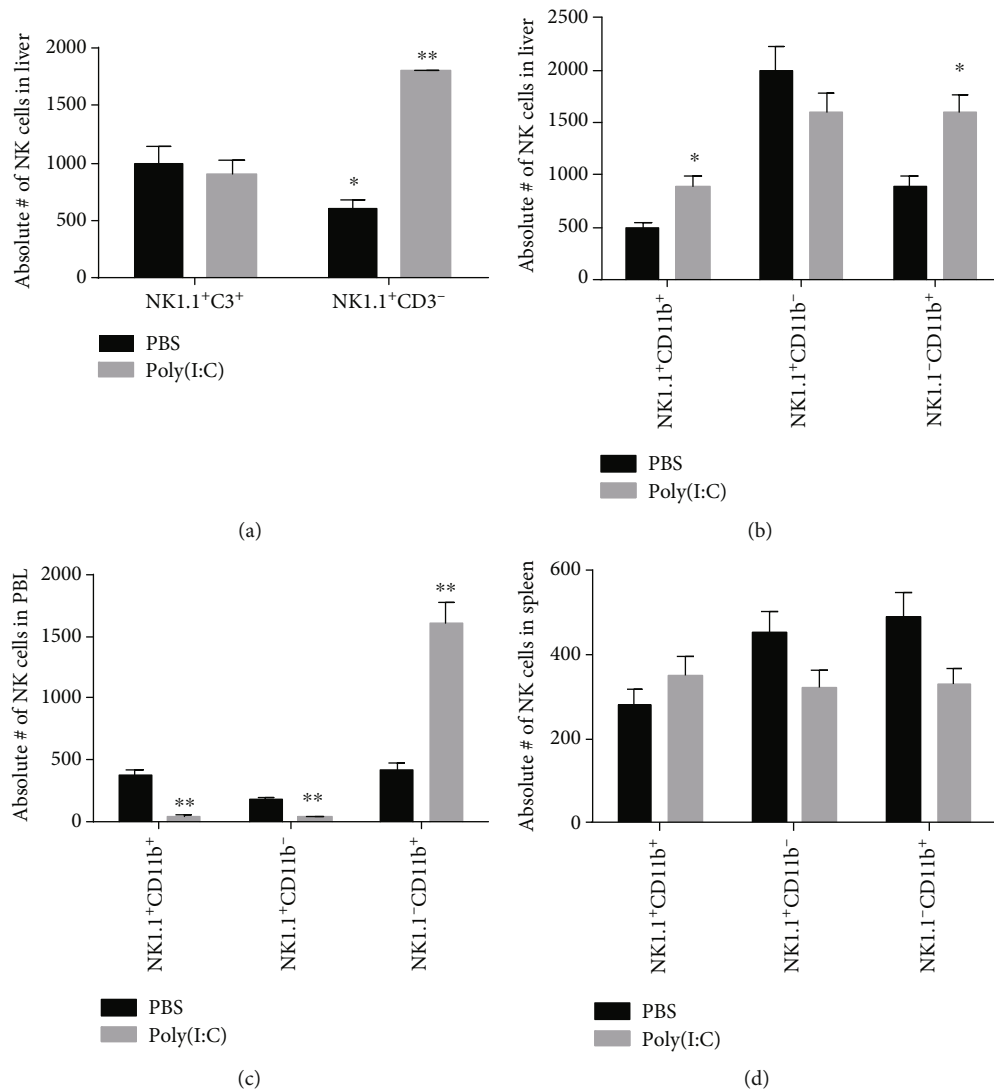 Absolute # of NK cells in liver
2000
1500
1000
500
0
**
*
NK1.1⁺C3⁺
NK1.1⁺CD3⁻
PBS
Poly(I:C)
(a)
Absolute # of NK cells in liver
2500
2000
1500
1000
500
0
*
*
NK1.1⁺CD11b⁺
NK1.1⁺CD11b⁻
NK1.1⁻CD11b⁺
PBS
Poly(I:C)
(b)
Absolute # of NK cells in PBL
2000
1500
1000
500
0
**
**
**
NK1.1⁺CD11b⁺
NK1.1⁺CD11b⁻
NK1.1⁻CD11b⁺
PBS
Poly(I:C)
(c)
Absolute # of NK cells in spleen
600
400
200
0
NK1.1⁺CD11b⁺
NK1.1⁺CD11b⁻
NK1.1⁻CD11b⁺
PBS
Poly(I:C)
(d)